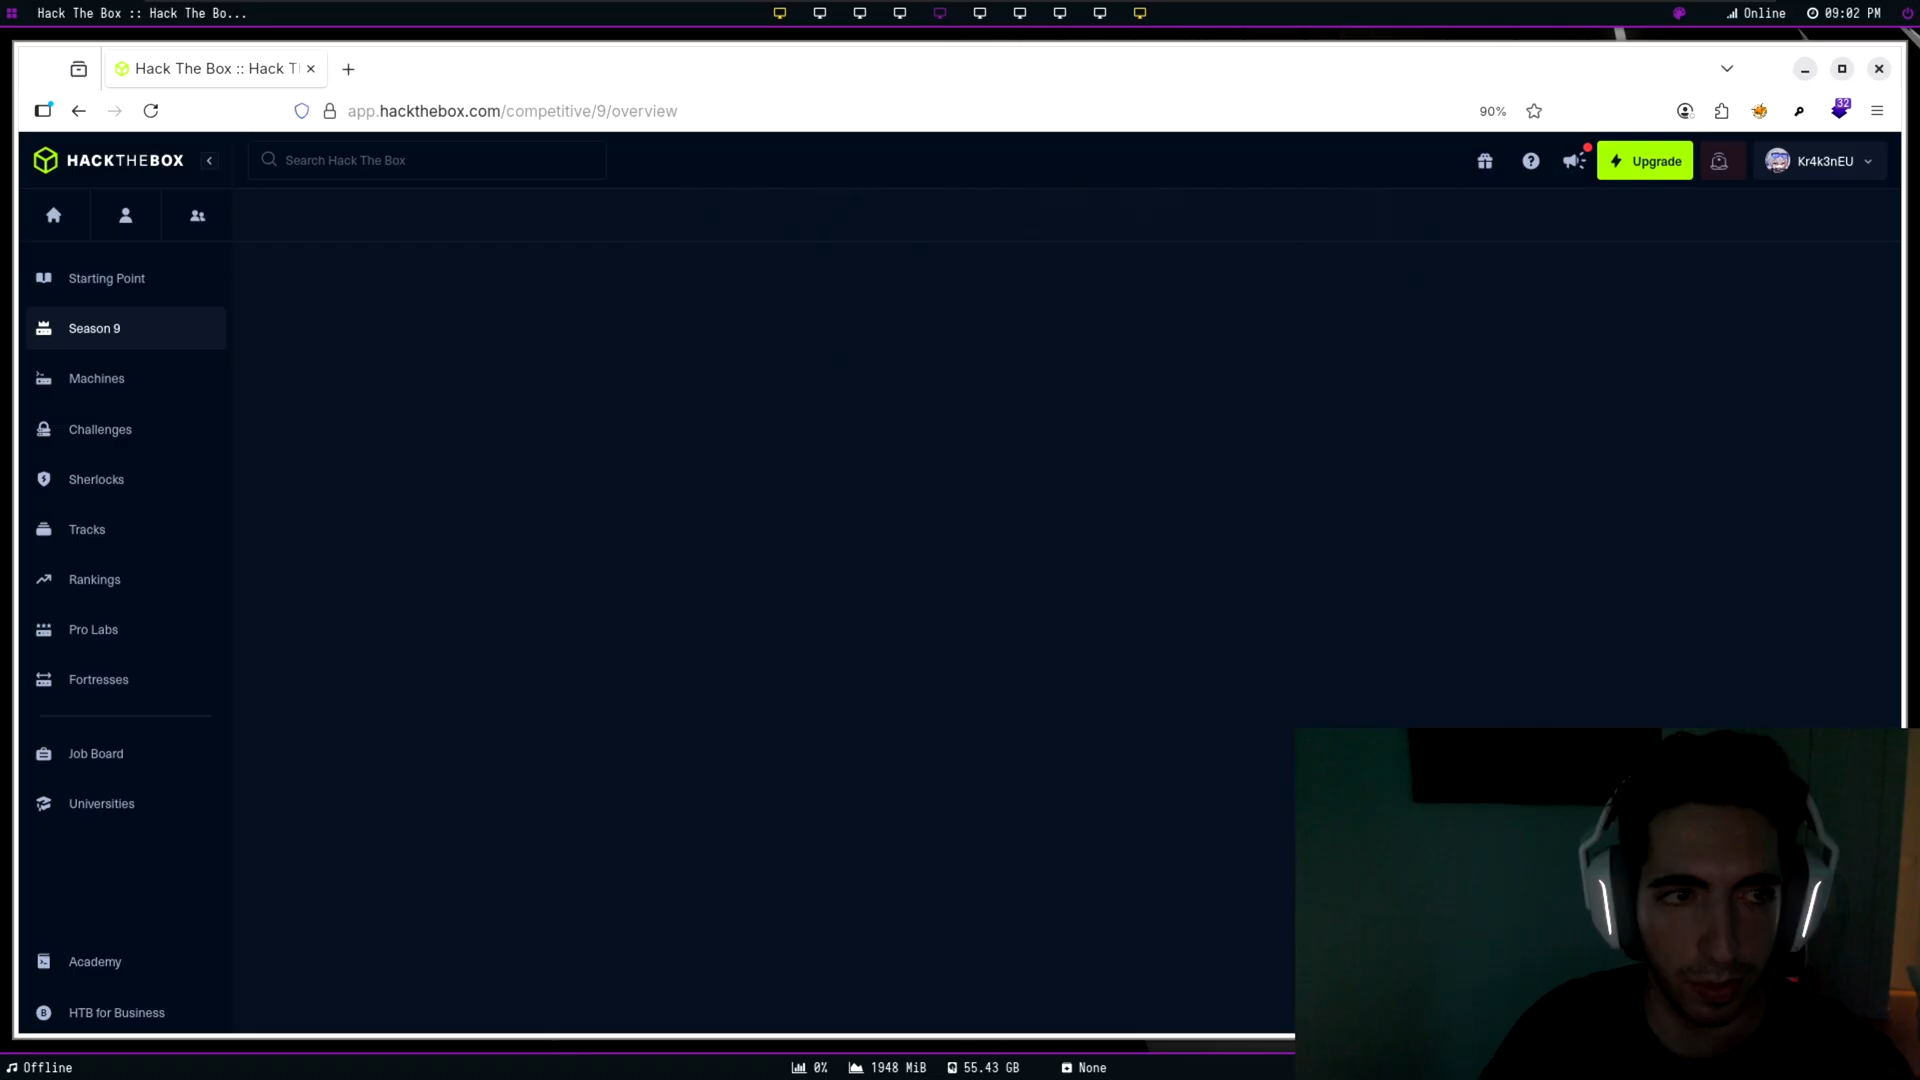 Hack The Box :: Hack The Bo...
Online
09:02 PM
Hack The Box :: Hack T
app.hackthebox.com/competitive/9/overview
90%
32
HACKTHEBOX
Search Hack The Box
Upgrade
Kr4k3nEU
Starting Point
Season 9
Machines
Challenges
Sherlocks
Tracks
Rankings
Pro Labs
Fortresses
Job Board
Universities
Academy
B
HTB for Business
Offline
0%
1948 MiB
55.43 GB
None